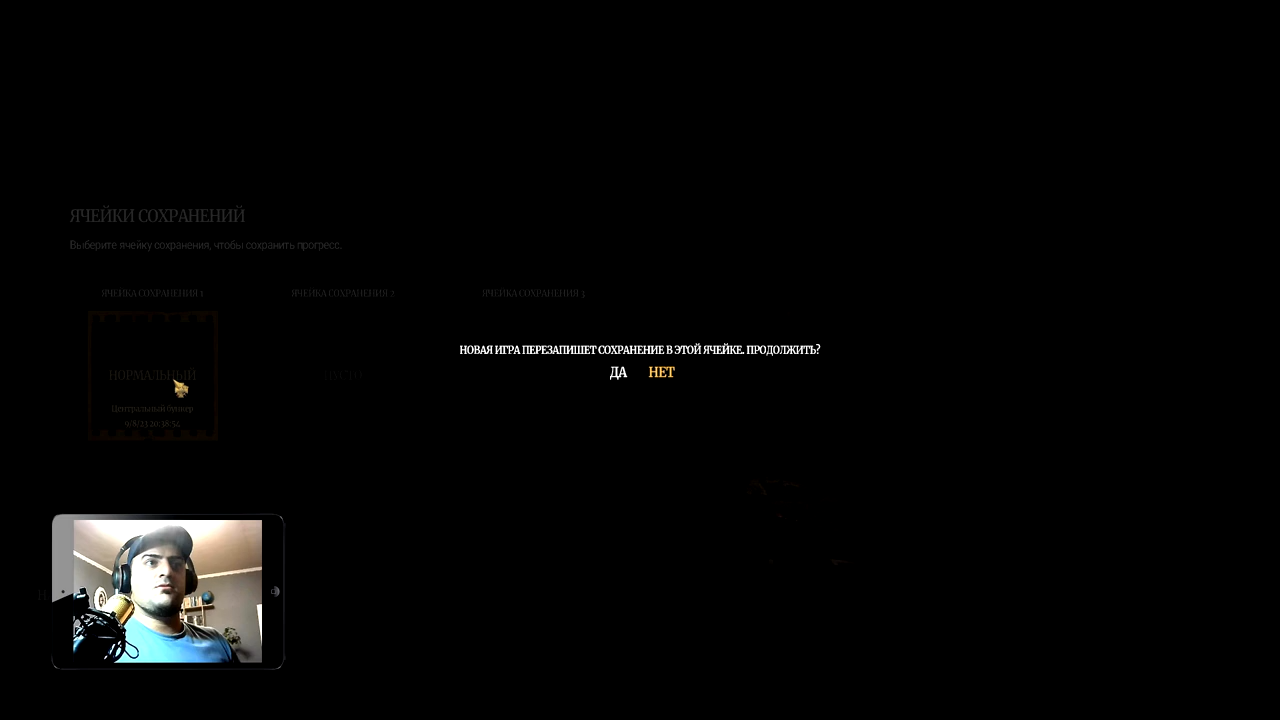 ЯЧЕЙКИ СОХРАНЕНИЙ
Выберите ячейку сохранения, чтобы сохранить прогресс.
ЯЧЕЙКА СОХРАНЕНИЯ 1
ЯЧЕЙКА СОХРАНЕНИЯ 2
ЯЧЕЙКА СОХРАНЕНИЯ 3
НОВАЯ ИГРА ПЕРЕЗАПИШЕТ СОХРАНЕНИЕ В ЭТОЙ ЯЧЕЙКЕ. ПРОДОЛЖИТЬ?
ДА НЕТ
НОРМАЛЬНЫЙ
Центральный бункер